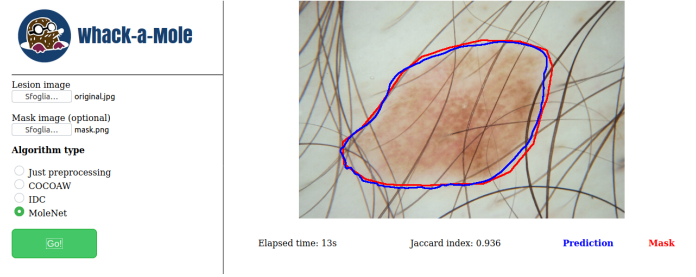 Whack-a-Mole
Lesion image
Sfoglia... original.jpg
Mask image (optional)
Sfoglia... mask.png
Algorithm type
Just preprocessing
COCOAW
IDC
MoleNet
Go!
Elapsed time: 13s Jaccard index: 0.936 Prediction Mask